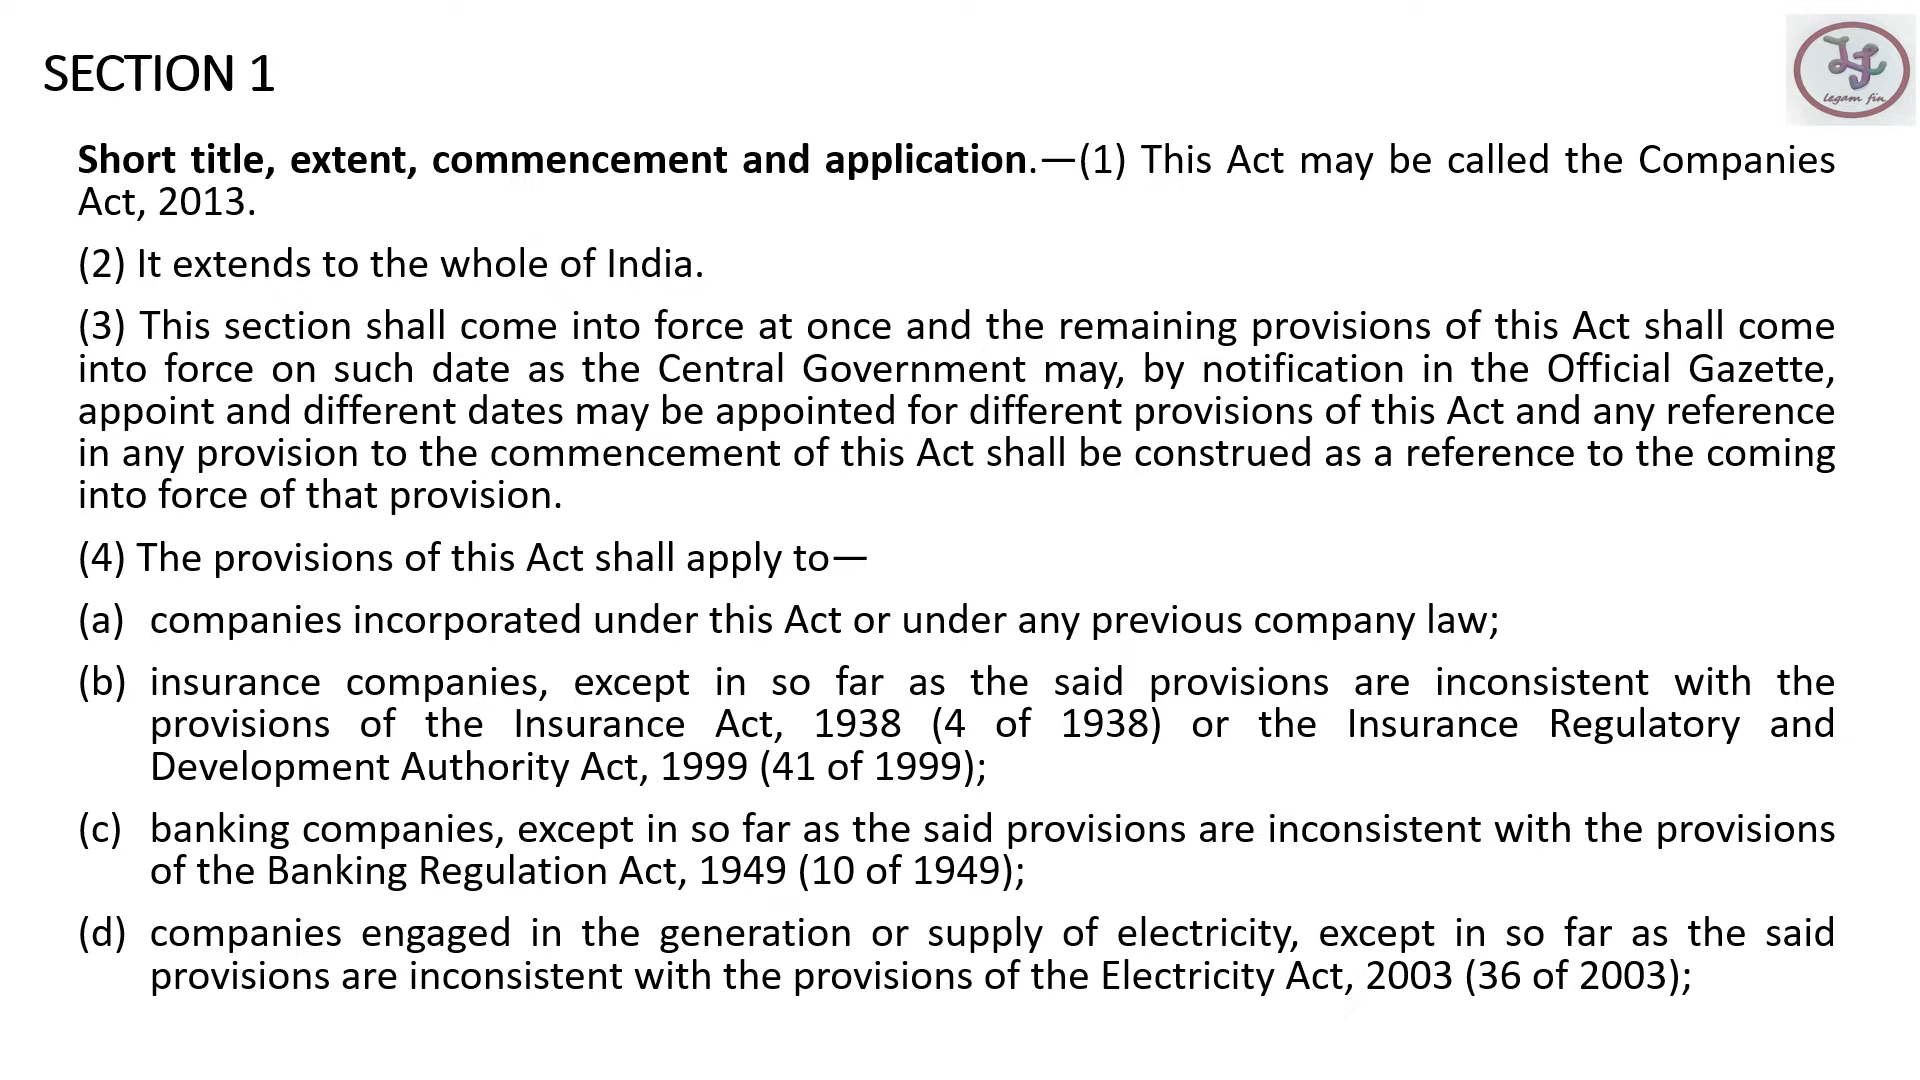 SECTION 1
legam fin
Short title, extent, commencement and application.—(1) This Act may be called the Companies
Act, 2013.
(2) It extends to the whole of India.
(3) This section shall come into force at once and the remaining provisions of this Act shall come
into force on such date as the Central Government may, by notification in the Official Gazette,
appoint and different dates may be appointed for different provisions of this Act and any reference
in any provision to the commencement of this Act shall be construed as a reference to the coming
into force of that provision.
(4) The provisions of this Act shall apply to—
(a) companies incorporated under this Act or under any previous company law;
(b) insurance companies, except in so far as the said provisions are inconsistent with the
provisions of the Insurance Act, 1938 (4 of 1938) or the Insurance Regulatory and
Development Authority Act, 1999 (41 of 1999);
(c) banking companies, except in so far as the said provisions are inconsistent with the provisions
of the Banking Regulation Act, 1949 (10 of 1949);
(d) companies engaged in the generation or supply of electricity, except in so far as the said
provisions are inconsistent with the provisions of the Electricity Act, 2003 (36 of 2003);